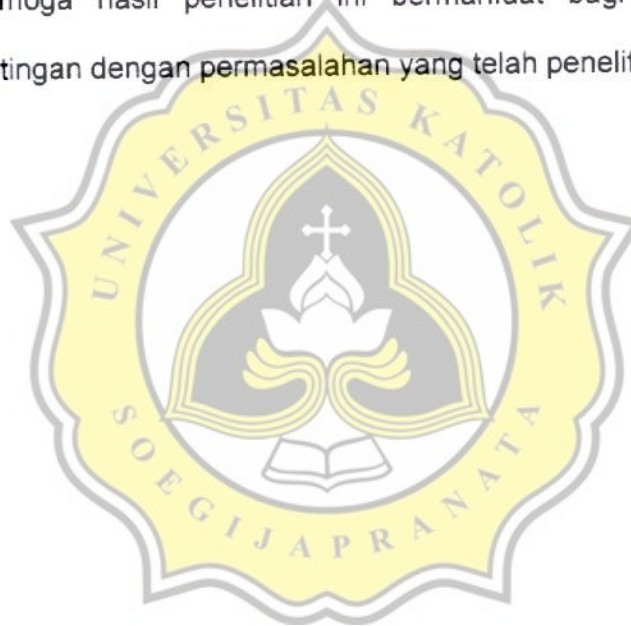 moga hasil penelitian ini bermanfaat bagi
tingan dengan permasalahan yang telah penelit
UNIVERSITAS KATOLIK
SOEGIJAPRANATA